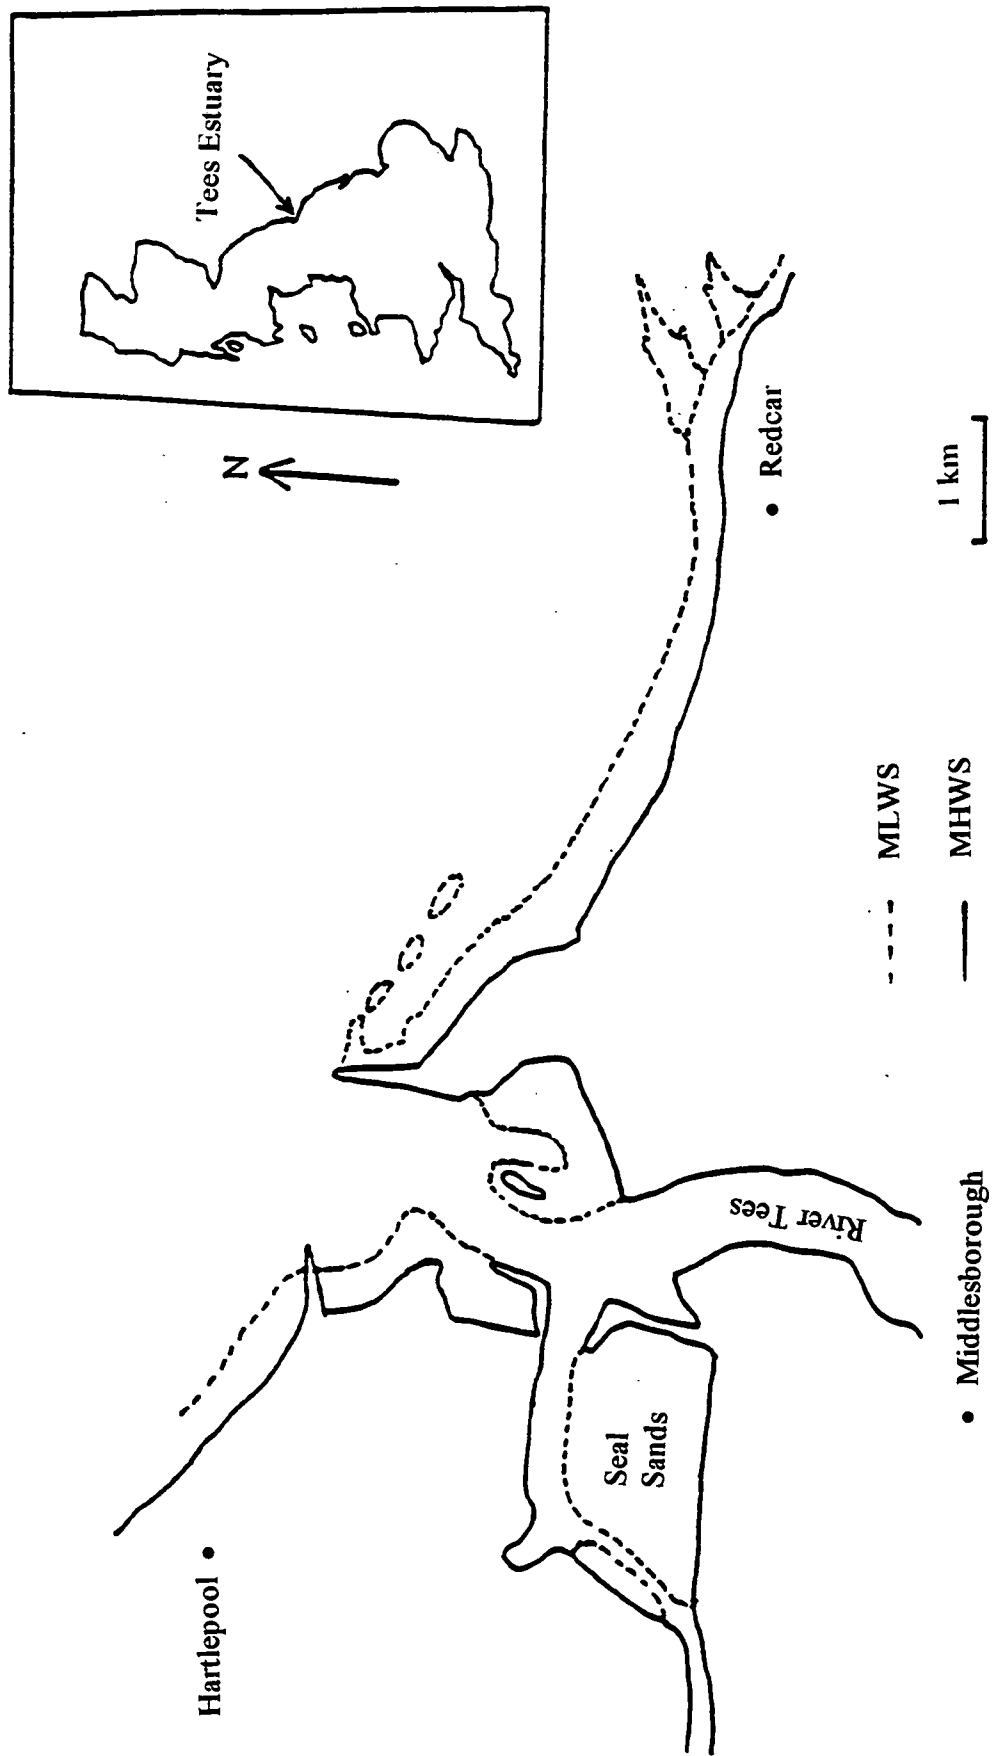 Tees Estuary
N
Hartlepool
Seal
Sands
River Tees
Redcar
Middlesborough
MLWS
MHWS
1 km